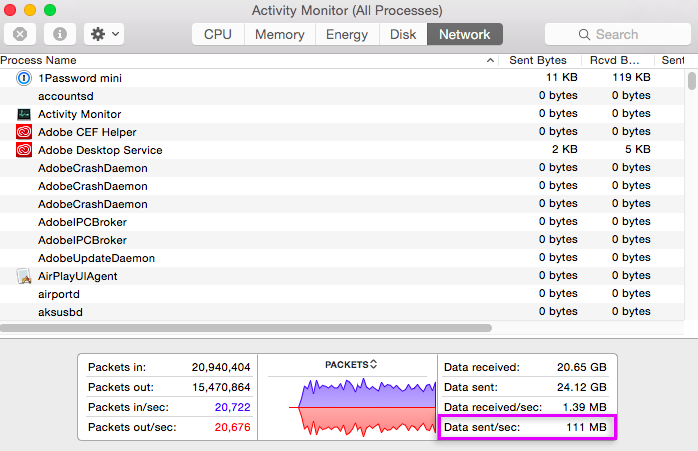 Activity Monitor (All Processes)
CPU Memory Energy Disk Network Search
Process Name Sent Bytes Rcvd B... Sent
1Password mini 11 KB 119 KB
accountsd 0 bytes 0 bytes
Activity Monitor 0 bytes 0 bytes
Adobe CEF Helper 0 bytes 0 bytes
Adobe Desktop Service 2 KB 5 KB
AdobeCrashDaemon 0 bytes 0 bytes
AdobeCrashDaemon 0 bytes 0 bytes
AdobeCrashDaemon 0 bytes 0 bytes
AdobeIPCBroker 0 bytes 0 bytes
AdobeIPCBroker 0 bytes 0 bytes
AdobeUpdateDaemon 0 bytes 0 bytes
AirPlayUIAgent 0 bytes 0 bytes
airportd 0 bytes 0 bytes
aksusbd 0 bytes 0 bytes
Packets in: 20,940,404 PACKETS Data received: 20.65 GB
Packets out: 15,470,864 Data sent: 24.12 GB
Packets in/sec: 20,722 Data received/sec: 1.39 MB
Packets out/sec: 20,676 Data sent/sec: 111 MB